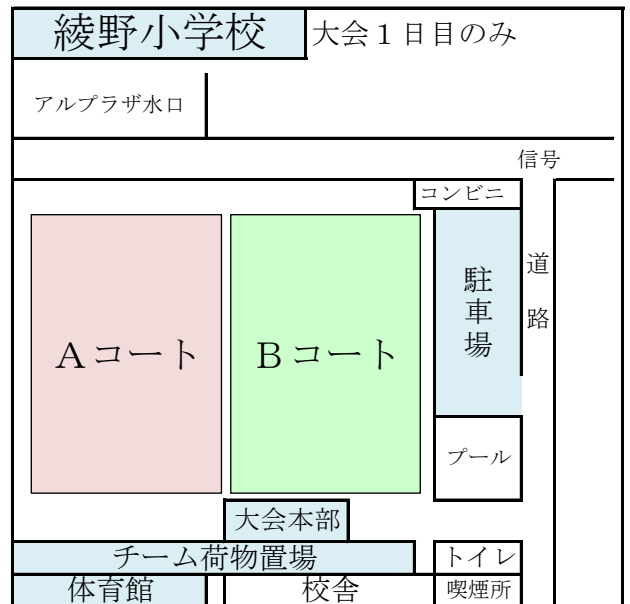 綾野小学校
大会１日目のみ
アルプラザ水口
信号
コンビニ
道路
駐車場
Ａコート
Ｂコート
プール
大会本部
チーム荷物置場
トイレ
体育館
校舎
喫煙所